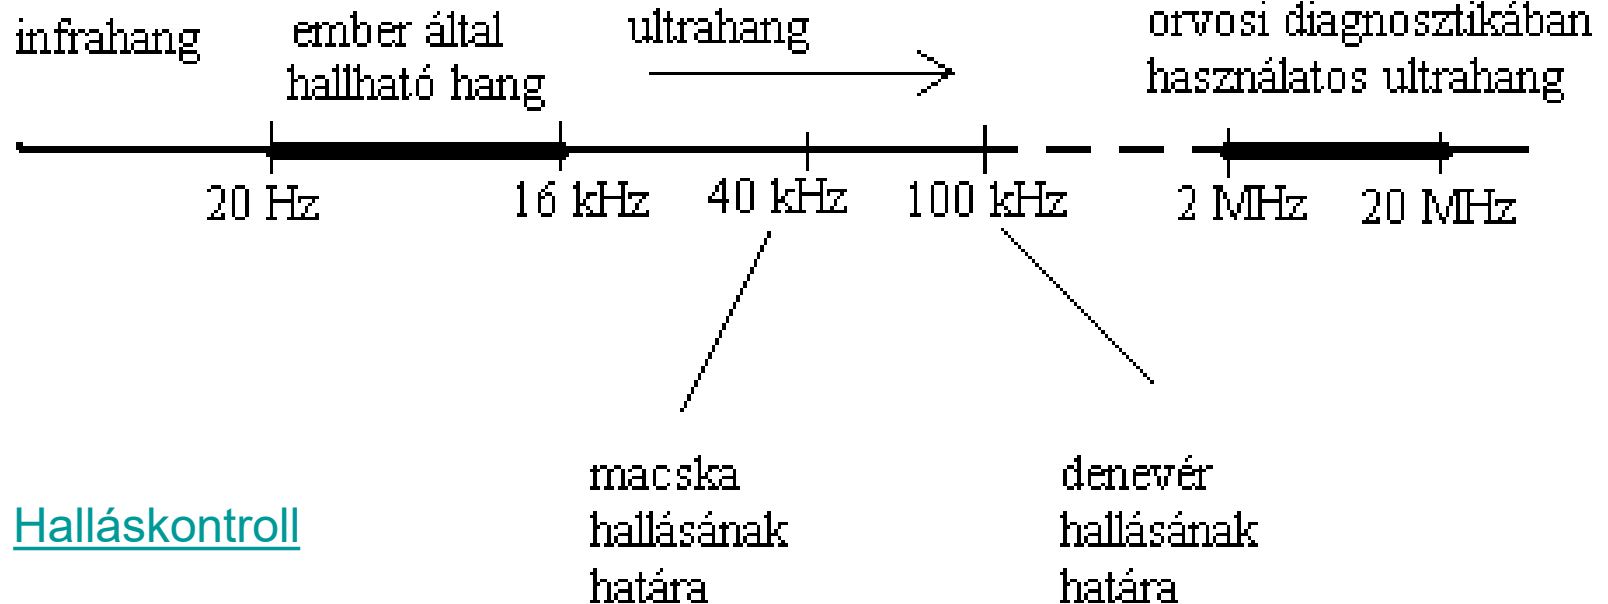 infrahang
ember által
hallható hang
ultrahang
orvosi diagnosztikában
használatos ultrahang
20 Hz
16 kHz
40 kHz
100 kHz
2 MHz
20 MHz
macska
hallásának
határa
denevér
hallásának
határa
Halláskontroll